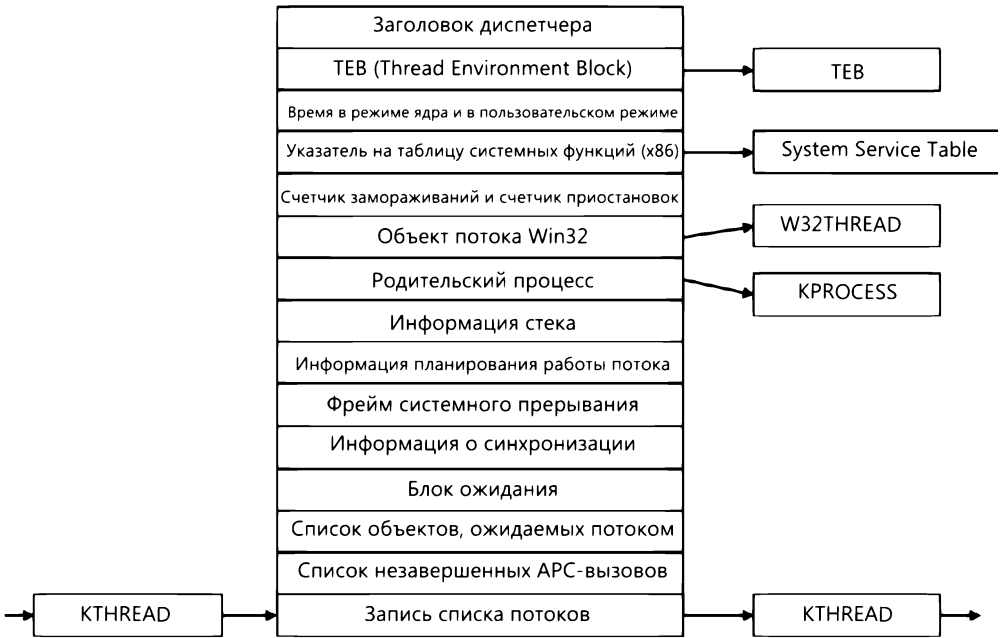 Заголовок диспетчера
TEB (Thread Environment Block)
TEB
Время в режиме ядра и в пользовательском режиме
Указатель на таблицу системных функций (x86)
System Service Table
Счетчик замораживаний и счетчик приостановок
Объект потока Win32
W32THREAD
Родительский процесс
KPROCESS
Информация стека
Информация планирования работы потока
Фрейм системного прерывания
Информация о синхронизации
Блок ожидания
Список объектов, ожидаемых потоком
Список незавершенных APC-вызовов
KTHREAD
Запись списка потоков
KTHREAD